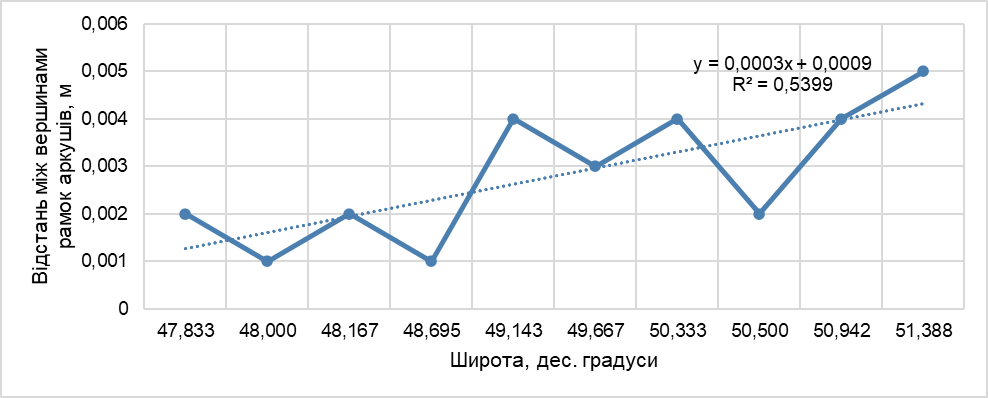 0,006
0,005
0,004
0,003
0,002
0,001
0
Відстань між вершинами
рамок аркушів, м
y = 0,0003x + 0,0009
R² = 0,5399
47,833 48,000 48,167 48,695 49,143 49,667 50,333 50,500 50,942 51,388
Широта, дес. градуси